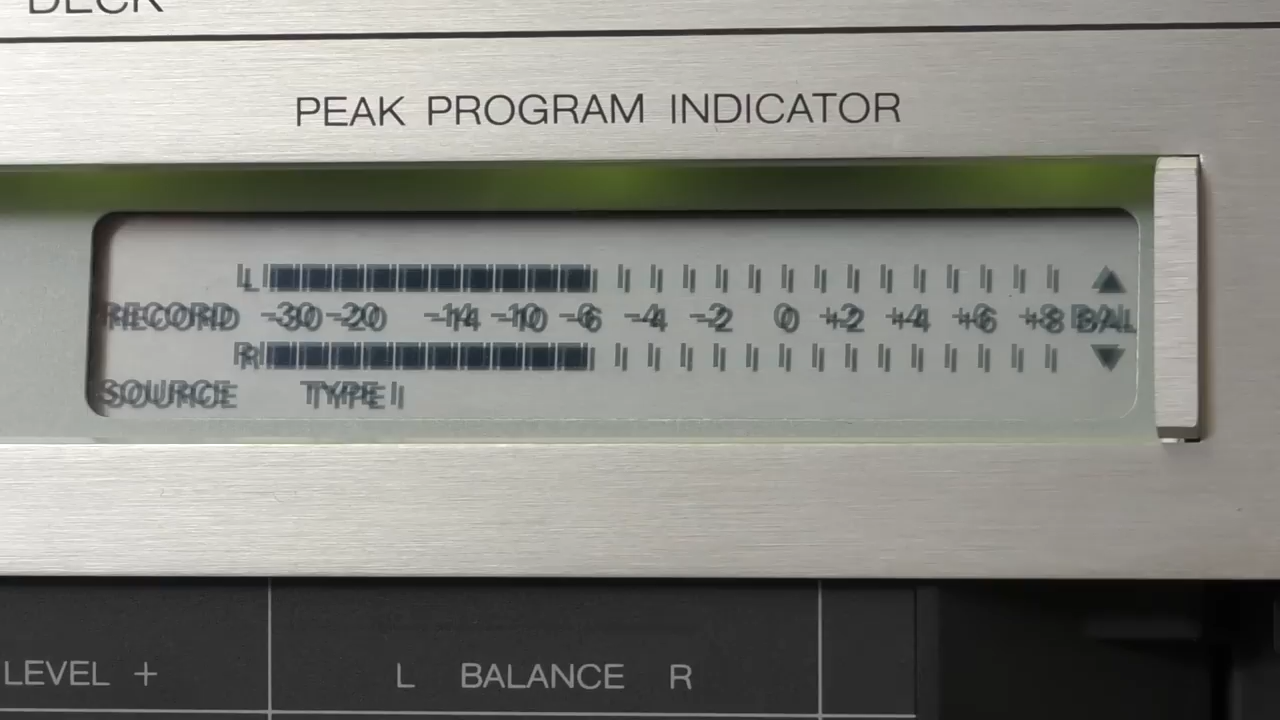 DECK
PEAK PROGRAM INDICATOR
L
RECORD -30 -20 -14 -10 -6 -4 -2 0 +2 +4 +6 +8 BAL
R
SOURCE TYPE I
LEVEL + L BALANCE R